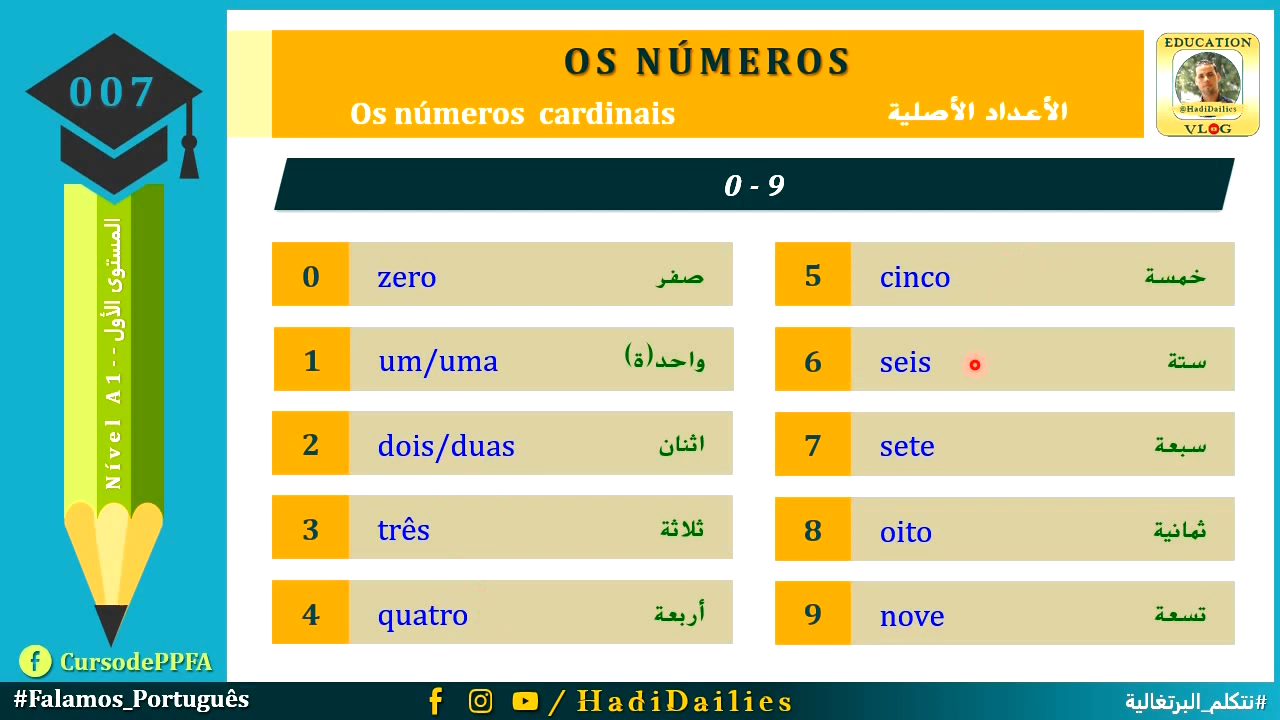 007
المستوى الأول - - Nível A1
CursodePPFA
#Falamos_Português
OS NÚMEROS
Os números cardinais الأعداد الأصلية
EDUCATION
@HadiDailies
VLOG
0 - 9
0 zero صفر
1 um/uma واحد(ة)
2 dois/duas اثنان
3 três ثلاثة
4 quatro أربعة
5 cinco خمسة
6 seis ستة
7 sete سبعة
8 oito ثمانية
9 nove تسعة
/ HadiDailies
#نتكلم_البرتغالية